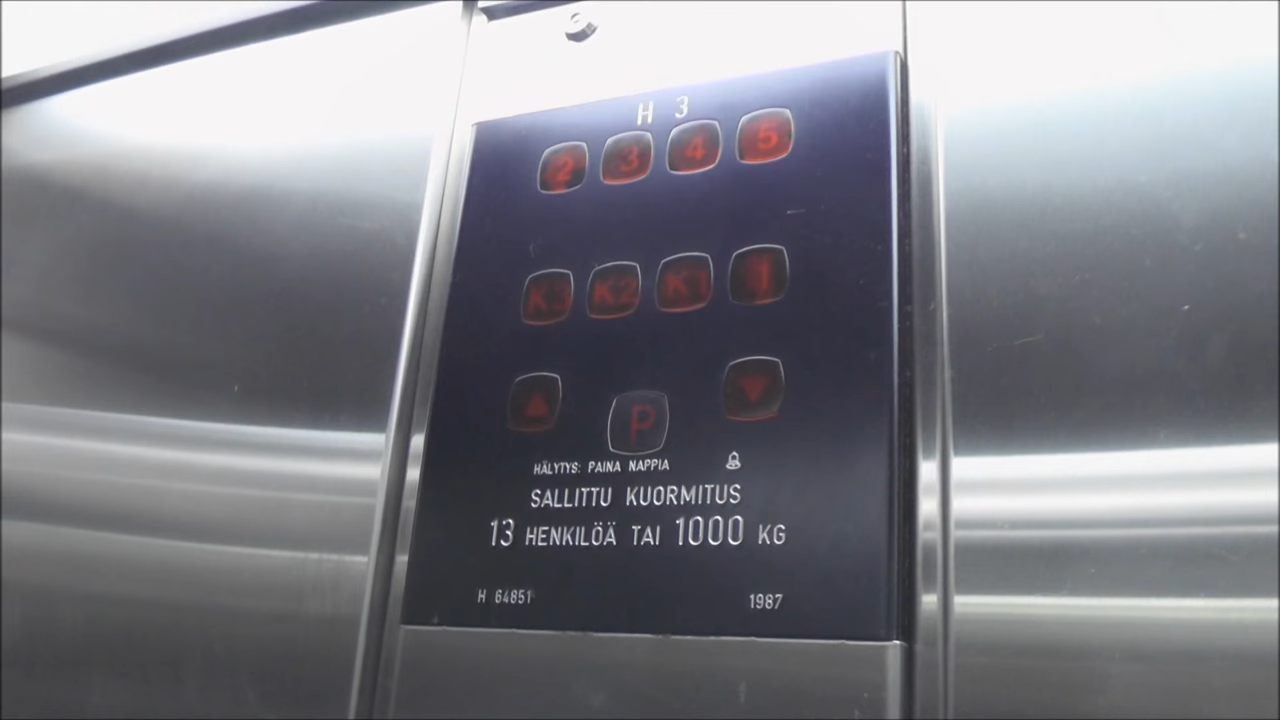 H 3
2 3 4 5
K3 K2 K1 1
P
HÄLYTYS: PAINA NAPPIA
SALLITTU KUORMITUS
13 HENKILÖÄ TAI 1000 KG
H 64851 1987